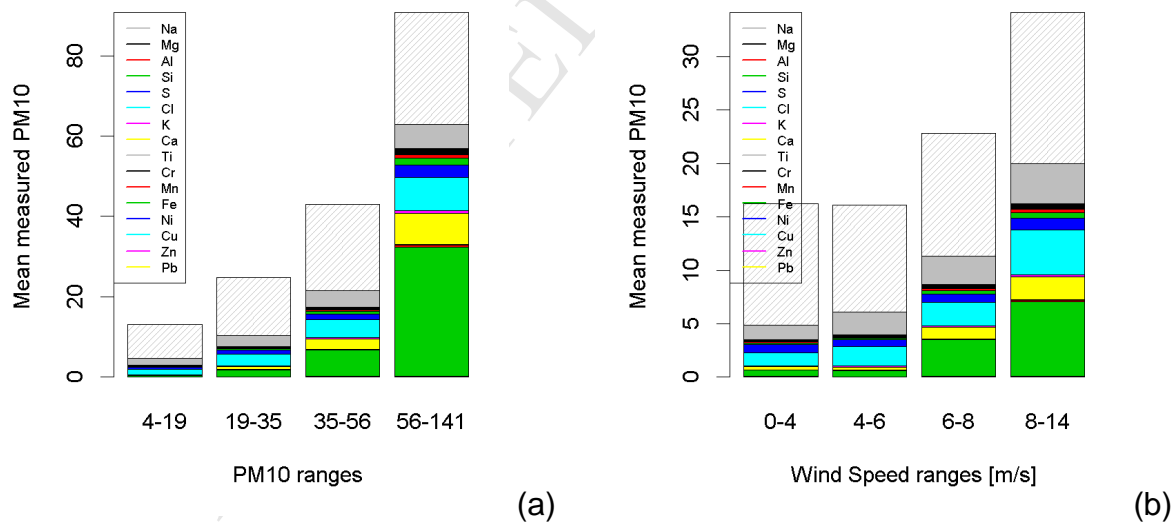 Mean measured PM10
80
60
40
20
0
Na
Mg
Al
Si
S
Cl
K
Ca
Ti
Cr
Mn
Fe
Ni
Cu
Zn
Pb
4-19
19-35
35-56
56-141
PM10 ranges
(a)
Mean measured PM10
30
25
20
15
10
5
0
Na
Mg
Al
Si
S
Cl
K
Ca
Ti
Cr
Mn
Fe
Ni
Cu
Zn
Pb
0-4
4-6
6-8
8-14
Wind Speed ranges [m/s]
(b)